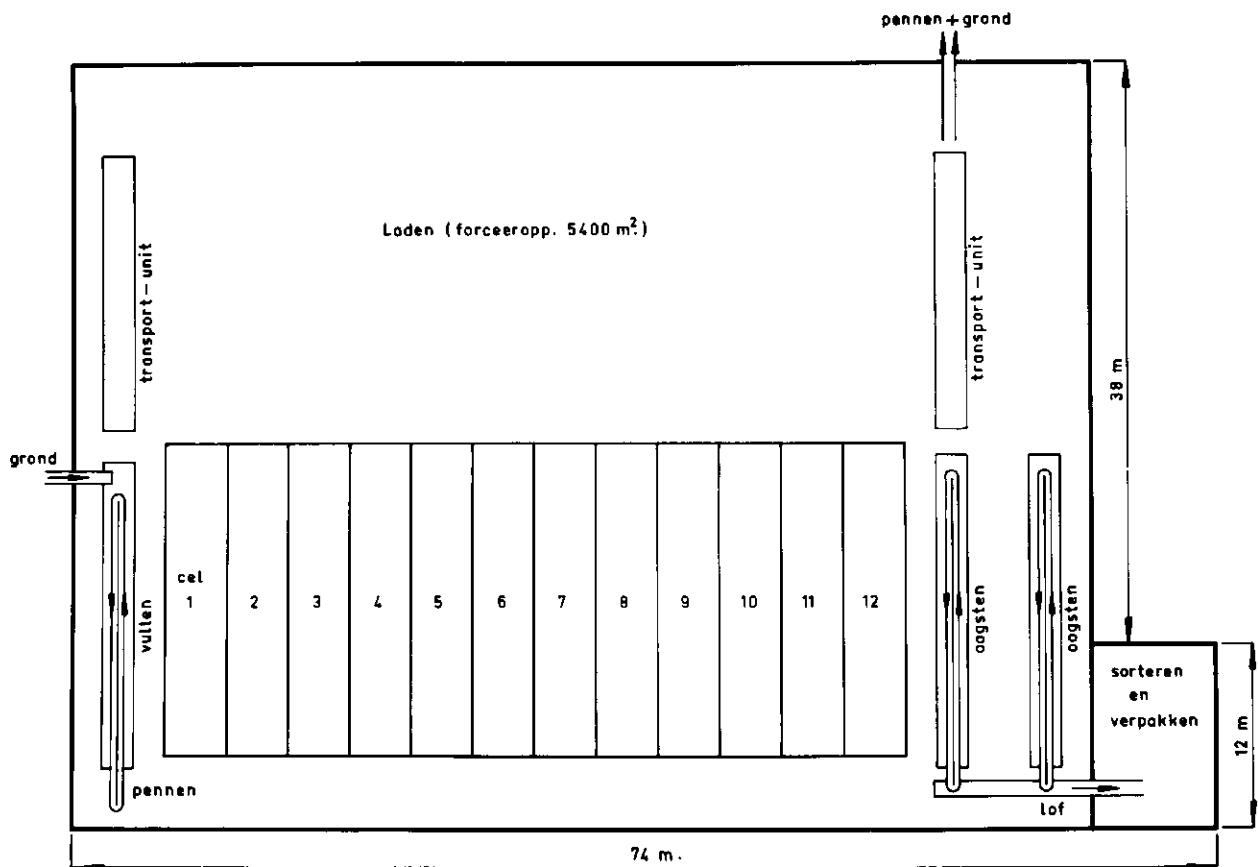 pennen + grond
Laden (forceeropp. 5400 m².)
transport - unit
transport - unit
38 m
grond
vullen
cel
1
2
3
4
5
6
7
8
9
10
11
12
oogsten
oogsten
sorteren
en
verpakken
12 m
pennen
lof
74 m.